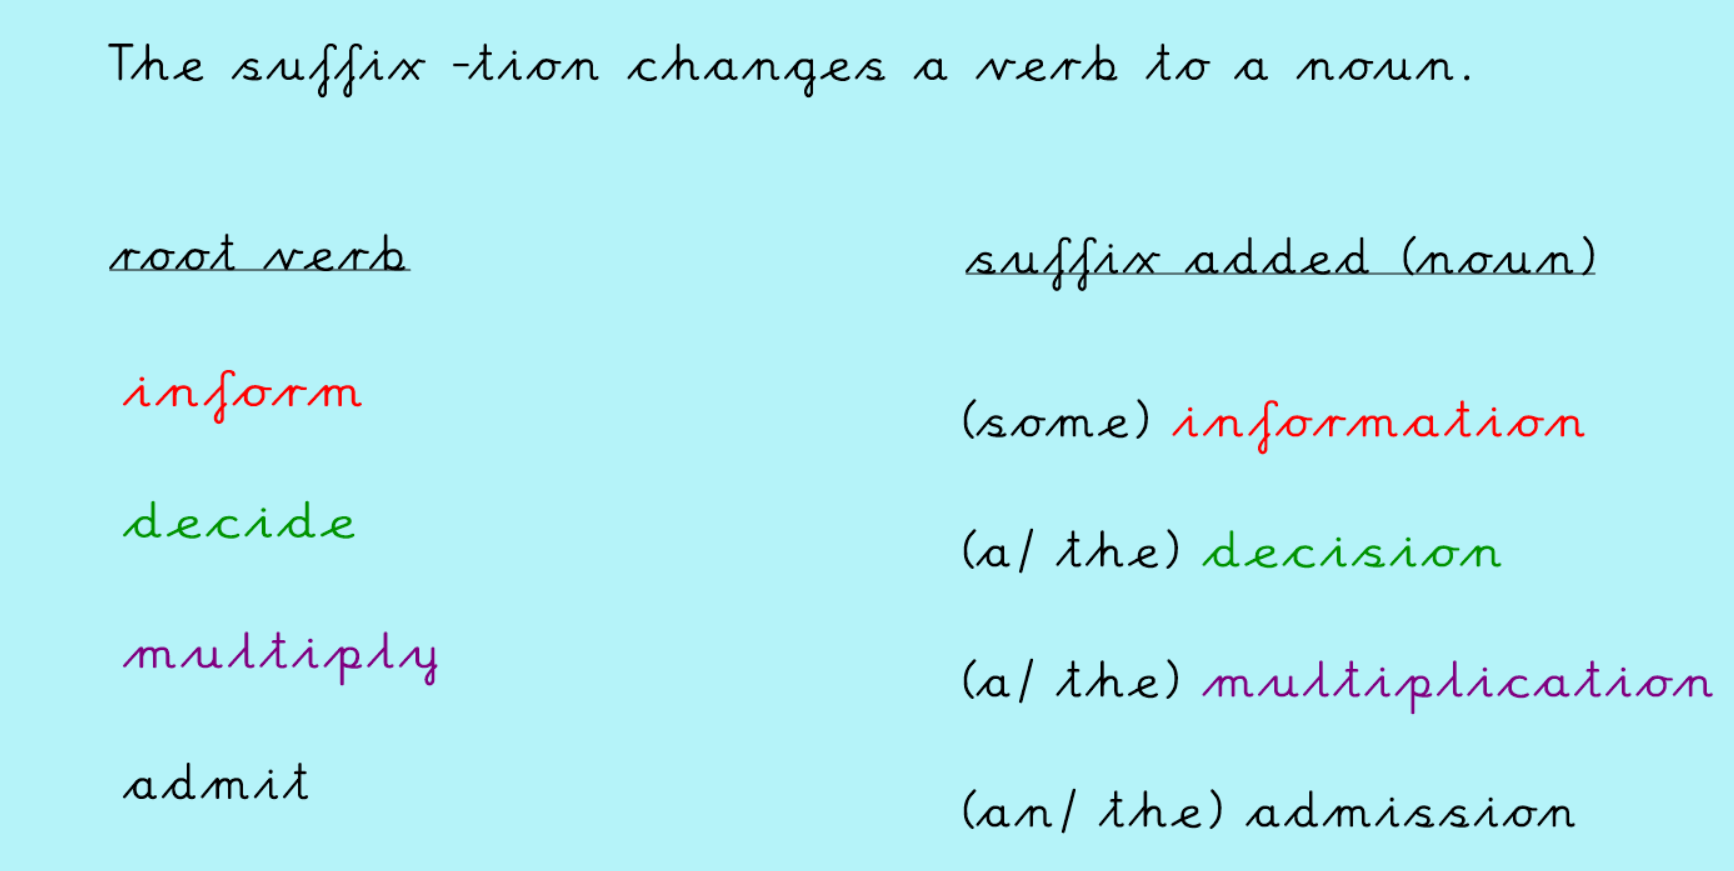 The suffix -tion changes a verb to a noun.
root verb
suffix added (noun)
inform
(some) information
decide
(a/ the) decision
multiply
(a/ the) multiplication
admit
(an/ the) admission